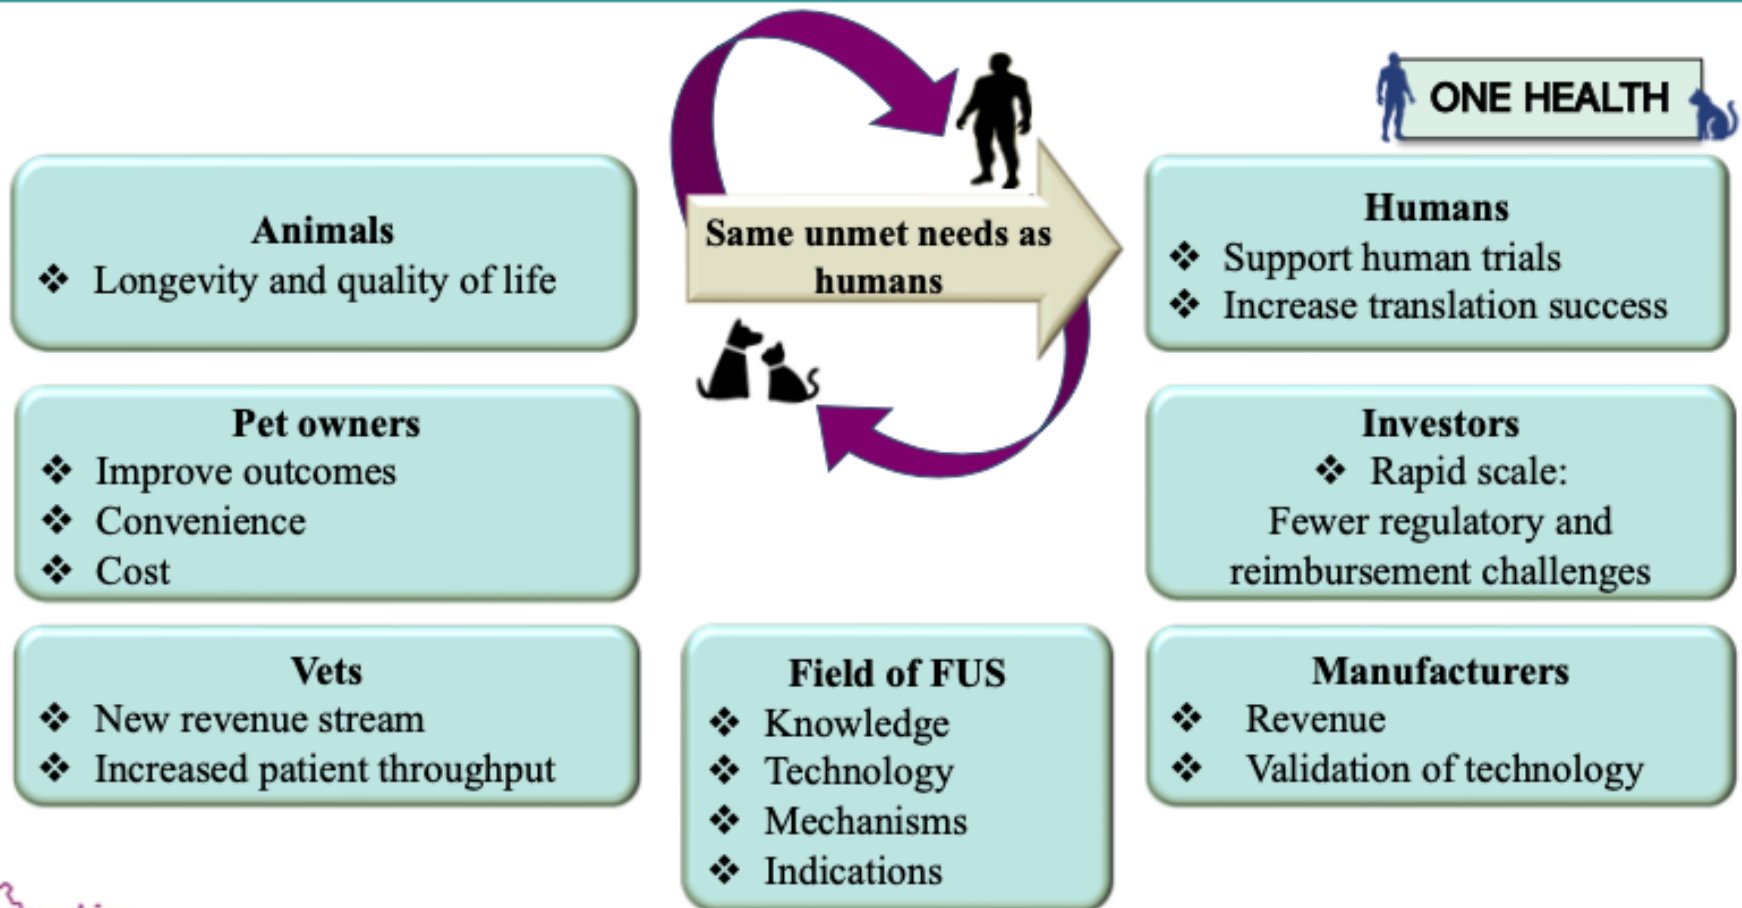 ONE HEALTH
Animals
❖ Longevity and quality of life
Same unmet needs as
humans
Humans
❖ Support human trials
❖ Increase translation success
Pet owners
❖ Improve outcomes
❖ Convenience
❖ Cost
Investors
❖ Rapid scale:
Fewer regulatory and
reimbursement challenges
Vets
❖ New revenue stream
❖ Increased patient throughput
Field of FUS
❖ Knowledge
❖ Technology
❖ Mechanisms
❖ Indications
Manufacturers
❖ Revenue
❖ Validation of technology